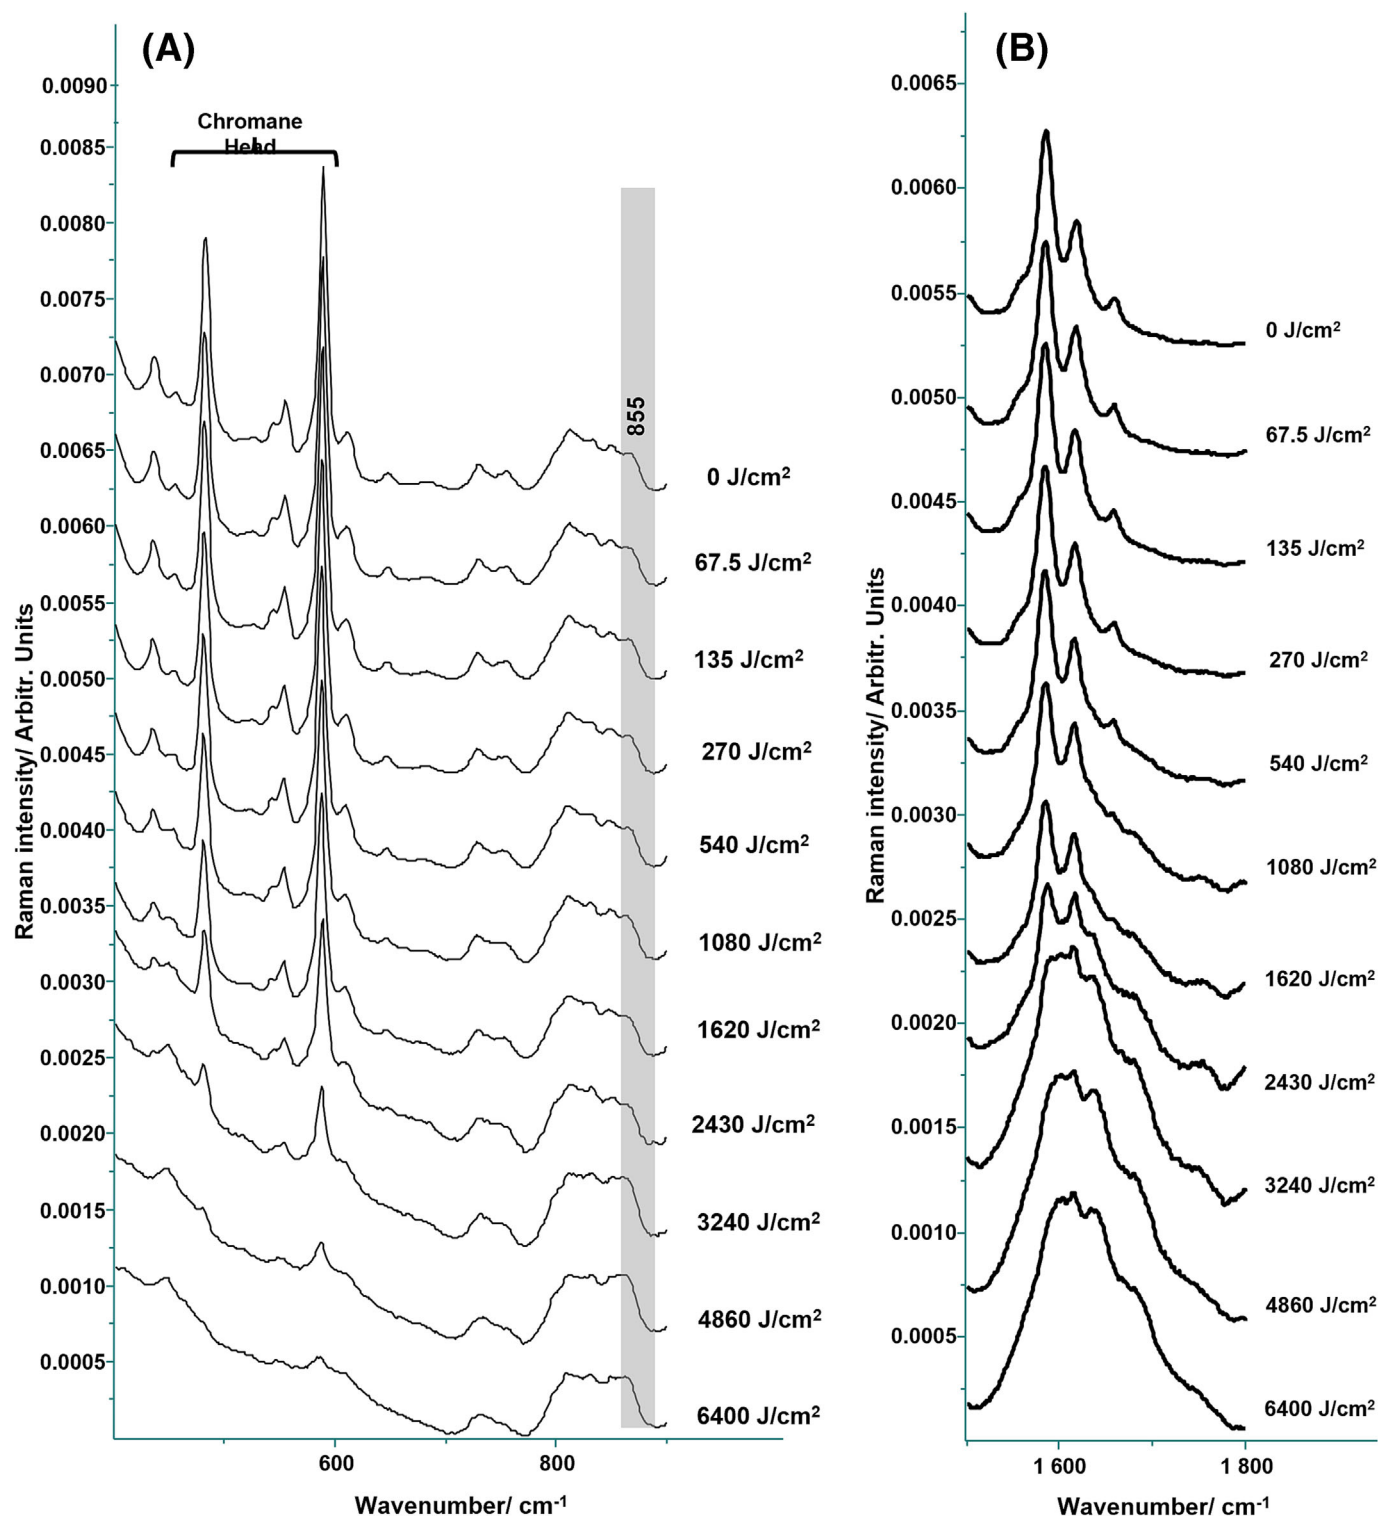 (A)
0.0090
0.0085
0.0080
0.0075
0.0070
0.0065
0.0060
0.0055
0.0050
0.0045
0.0040
0.0035
0.0030
0.0025
0.0020
0.0015
0.0010
0.0005
Raman intensity/ Arbitr. Units
Chromane
Head
855
0 J/cm²
67.5 J/cm²
135 J/cm²
270 J/cm²
540 J/cm²
1080 J/cm²
1620 J/cm²
2430 J/cm²
3240 J/cm²
4860 J/cm²
6400 J/cm²
600
800
Wavenumber/ cm⁻¹
(B)
0.0065
0.0060
0.0055
0.0050
0.0045
0.0040
0.0035
0.0030
0.0025
0.0020
0.0015
0.0010
0.0005
Raman intensity/ Arbitr. Units
0 J/cm²
67.5 J/cm²
135 J/cm²
270 J/cm²
540 J/cm²
1080 J/cm²
1620 J/cm²
2430 J/cm²
3240 J/cm²
4860 J/cm²
6400 J/cm²
1 600
1 800
Wavenumber/ cm⁻¹